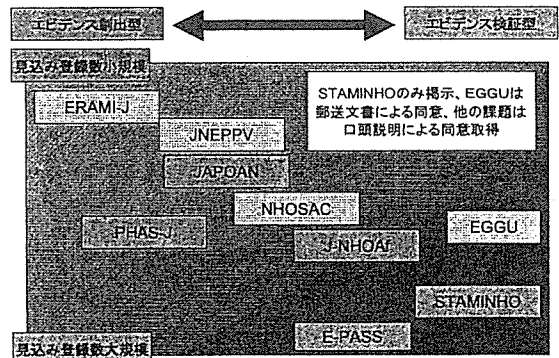 エビデンス創出型
エビデンス検証型
見込み登録数小規模
STAMINHOのみ掲示、EGGUは
郵送文書による同意、他の課題は
口頭説明による同意取得
ERAMI-J
JNEPPV
JAPOAN
NHOSAC
PHAS-J
J-NHOAf
EGGU
STAMINHO
E-PASS
見込み登録数大規模